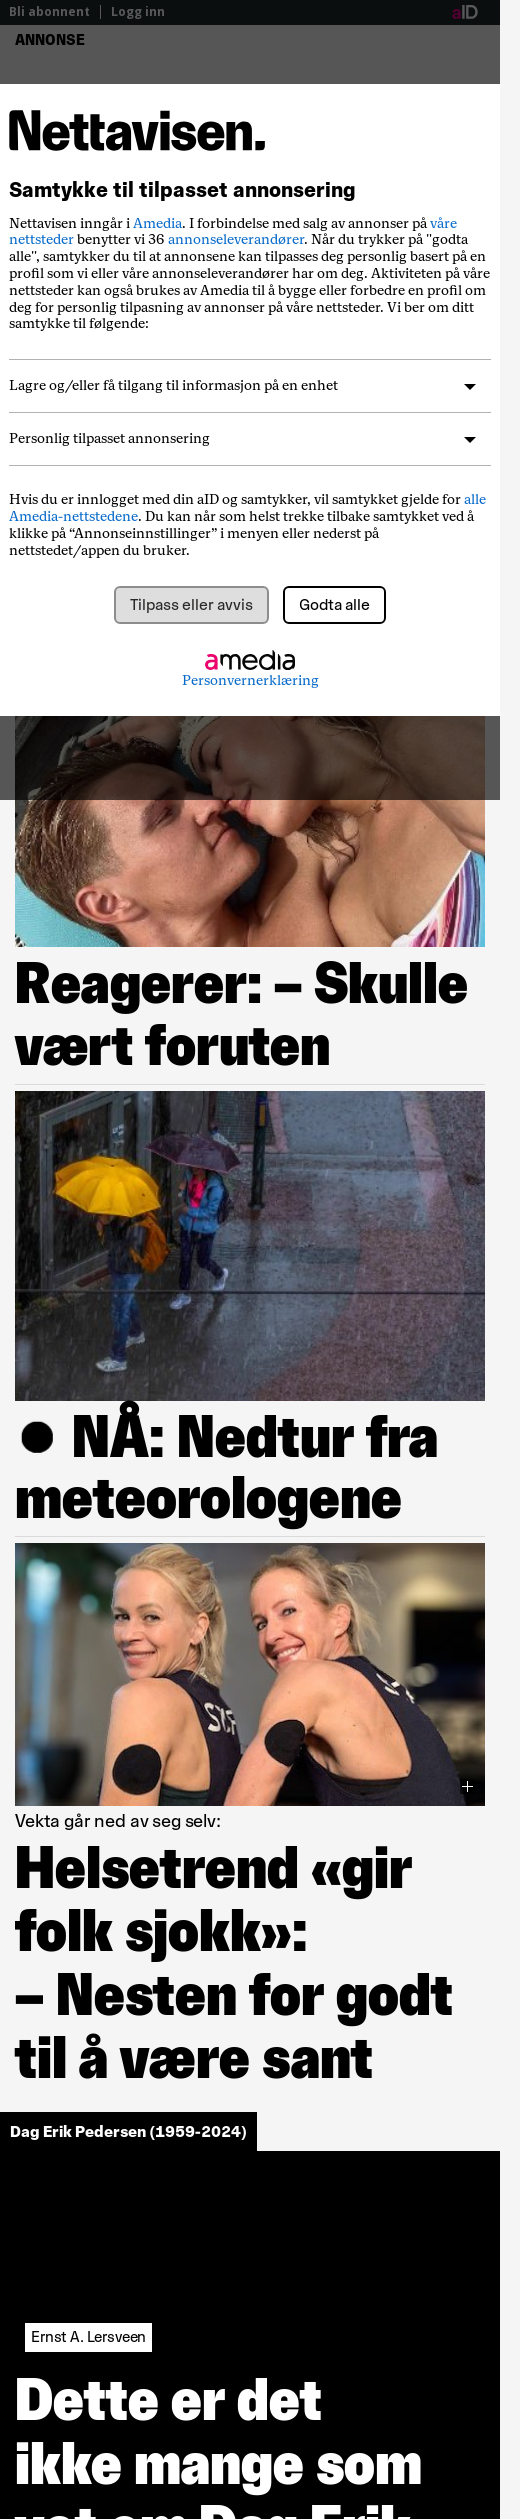 Bli abonnent | Logg inn
aID
ANNONSE
Nettavisen.
Samtykke til tilpasset annonsering
Nettavisen inngår i Amedia. I forbindelse med salg av annonser på våre
nettsteder benytter vi 36 annonseleverandører. Når du trykker på "godta
alle", samtykker du til at annonsene kan tilpasses deg personlig basert på en
profil som vi eller våre annonseleverandører har om deg. Aktiviteten på våre
nettsteder kan også brukes av Amedia til å bygge eller forbedre en profil om
deg for personlig tilpasning av annonser på våre nettsteder. Vi ber om ditt
samtykke til følgende:
Lagre og/eller få tilgang til informasjon på en enhet
Personlig tilpasset annonsering
Hvis du er innlogget med din aID og samtykker, vil samtykket gjelde for alle
Amedia-nettstedene. Du kan når som helst trekke tilbake samtykket ved å
klikke på “Annonseinnstillinger” i menyen eller nederst på
nettstedet/appen du bruker.
Tilpass eller avvis
Godta alle
amedia
Personvernerklæring
Reagerer: – Skulle
vært foruten
● NÅ: Nedtur fra
meteorologene
Vekta går ned av seg selv:
Helsetrend «gir
folk sjokk»:
– Nesten for godt
til å være sant
Dag Erik Pedersen (1959-2024)
Ernst A. Lersveen
Dette er det
ikke mange som
vet om Dag Erik